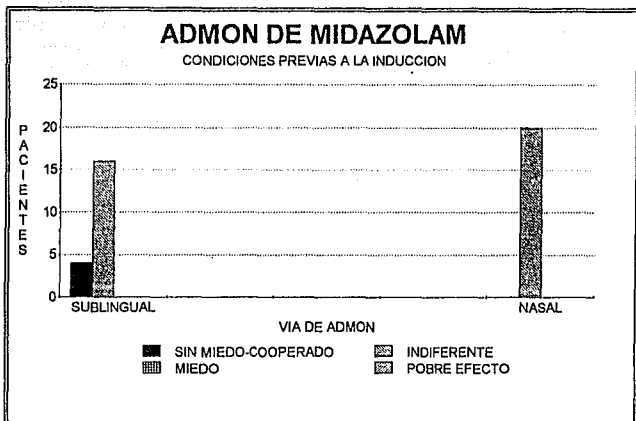 ADMON DE MIDAZOLAM
CONDICIONES PREVIAS A LA INDUCCION
PACIENTES
25
20
15
10
5
0
SUBLINGUAL NASAL
VIA DE ADMON
SIN MIEDO-COOPERADO INDIFERENTE
MIEDO POBRE EFECTO